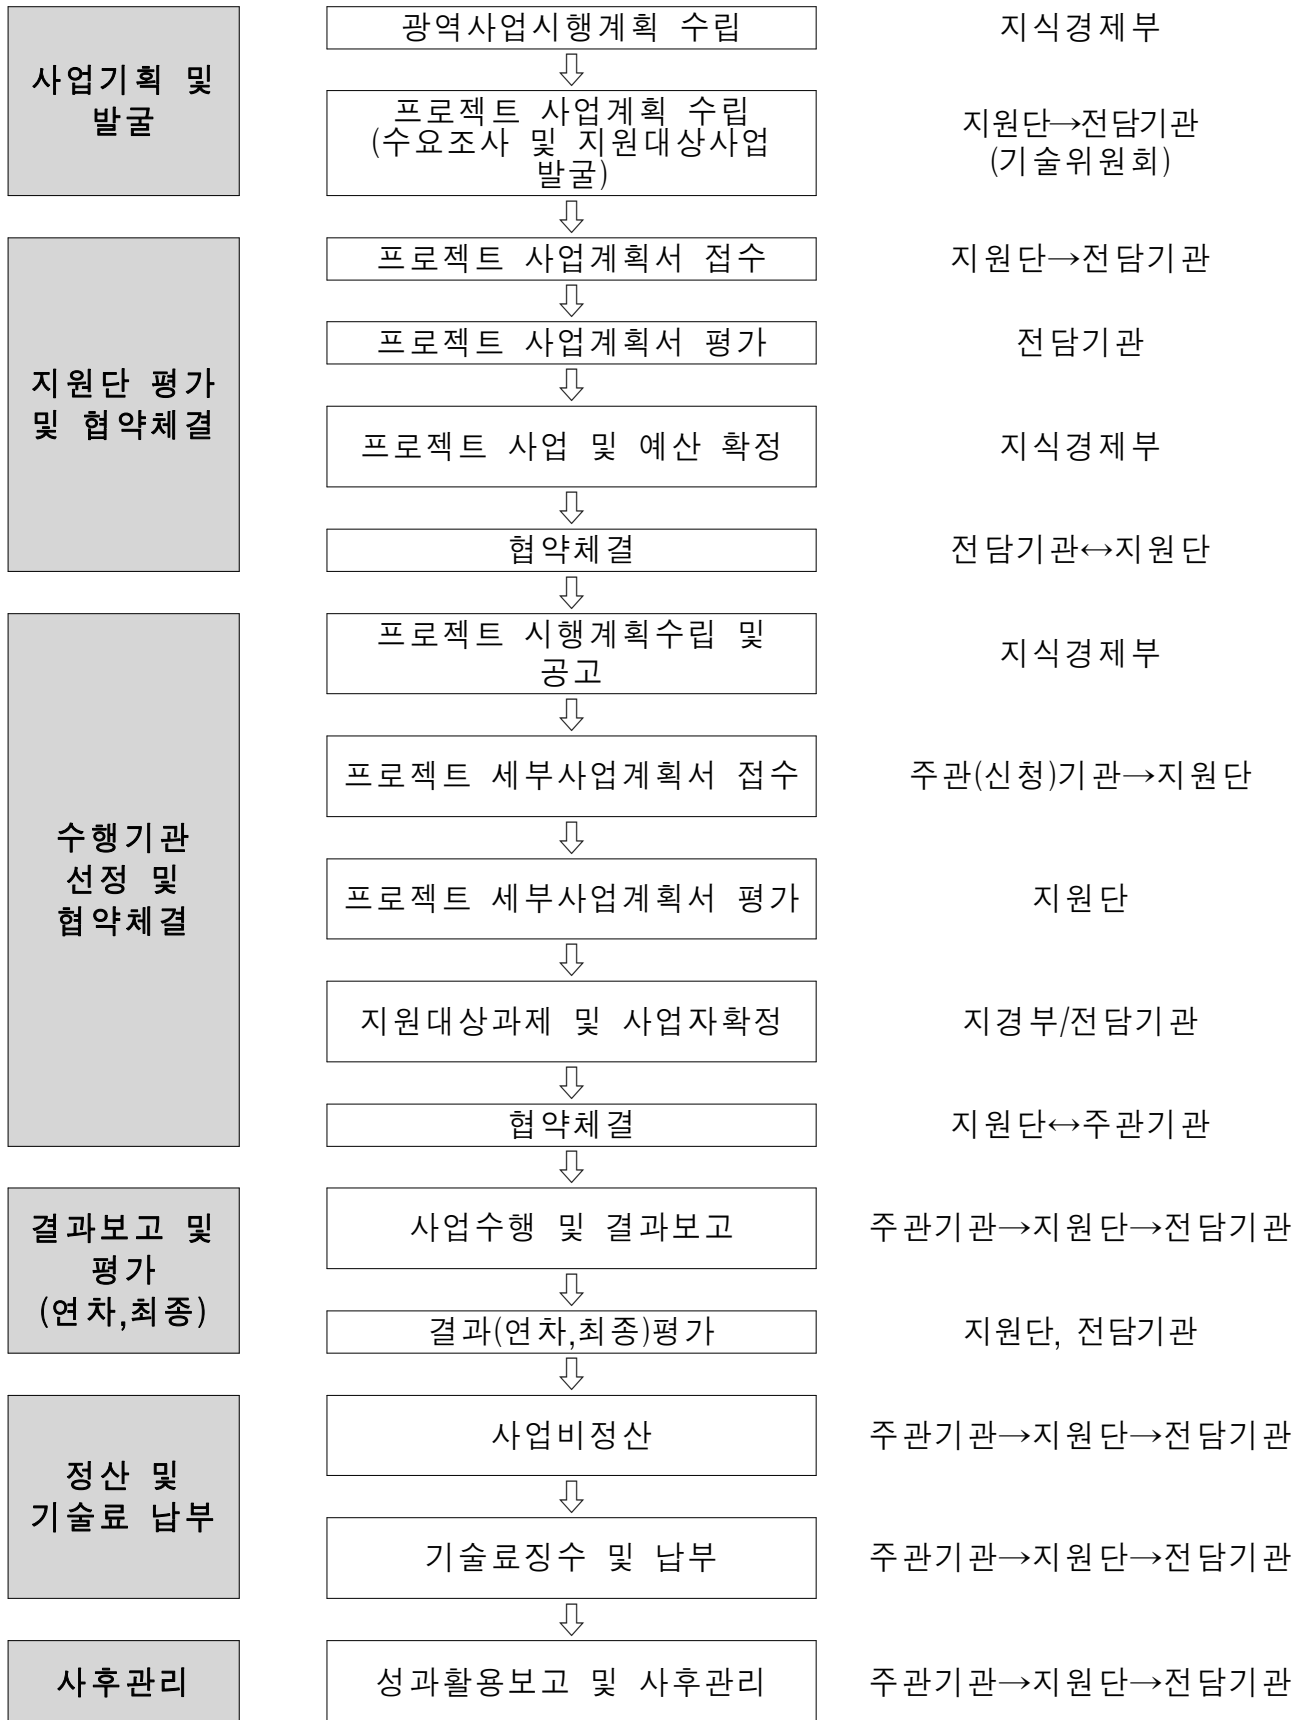 사업기획 및
발굴
광역사업시행계획 수립
지식경제부
⇩
프로젝트 사업계획 수립
(수요조사 및 지원대상사업
발굴)
지원단→전담기관
(기술위원회)
⇩
지원단 평가
및 협약체결
프로젝트 사업계획서 접수
지원단→전담기관
⇩
프로젝트 사업계획서 평가
전담기관
⇩
프로젝트 사업 및 예산 확정
지식경제부
⇩
협약체결
전담기관↔지원단
⇩
수행기관
선정 및
협약체결
프로젝트 시행계획수립 및
공고
지식경제부
⇩
프로젝트 세부사업계획서 접수
주관(신청)기관→지원단
⇩
프로젝트 세부사업계획서 평가
지원단
⇩
지원대상과제 및 사업자확정
지경부/전담기관
⇩
협약체결
지원단↔주관기관
⇩
결과보고 및
평가
(연차,최종)
사업수행 및 결과보고
주관기관→지원단→전담기관
⇩
결과(연차,최종)평가
지원단, 전담기관
⇩
정산 및
기술료 납부
사업비정산
주관기관→지원단→전담기관
⇩
기술료징수 및 납부
주관기관→지원단→전담기관
⇩
사후관리
성과활용보고 및 사후관리
주관기관→지원단→전담기관